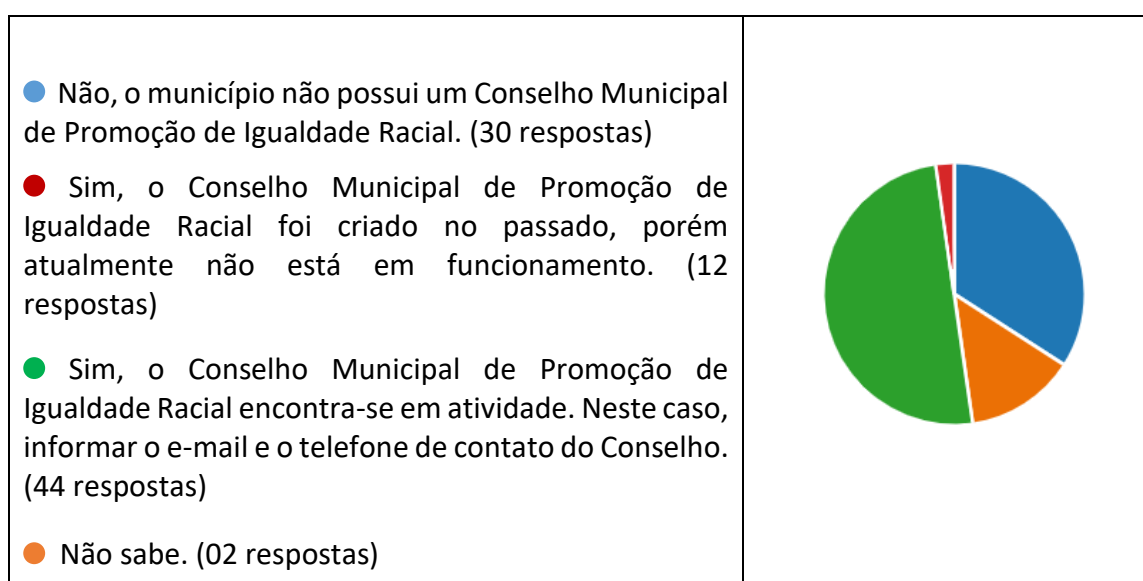 Não, o município não possui um Conselho Municipal
de Promoção de Igualdade Racial. (30 respostas)
Sim, o Conselho Municipal de Promoção de
Igualdade Racial foi criado no passado, porém
atualmente não está em funcionamento. (12
respostas)
Sim, o Conselho Municipal de Promoção de
Igualdade Racial encontra-se em atividade. Neste caso,
informar o e-mail e o telefone de contato do Conselho.
(44 respostas)
Não sabe. (02 respostas)